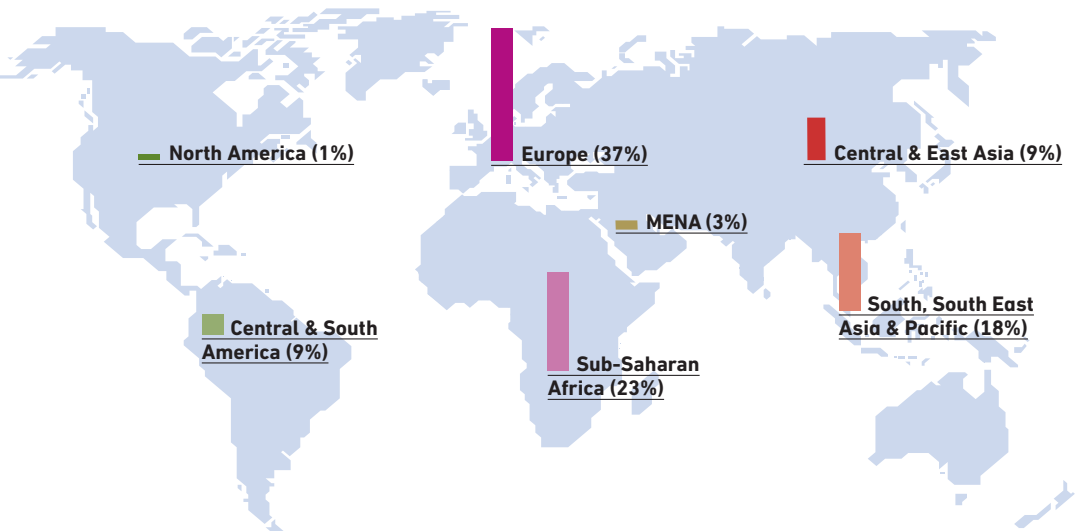 North America (1%)
Europe (37%)
Central & East Asia (9%)
MENA (3%)
South, South East
Asia & Pacific (18%)
Central & South
America (9%)
Sub-Saharan
Africa (23%)